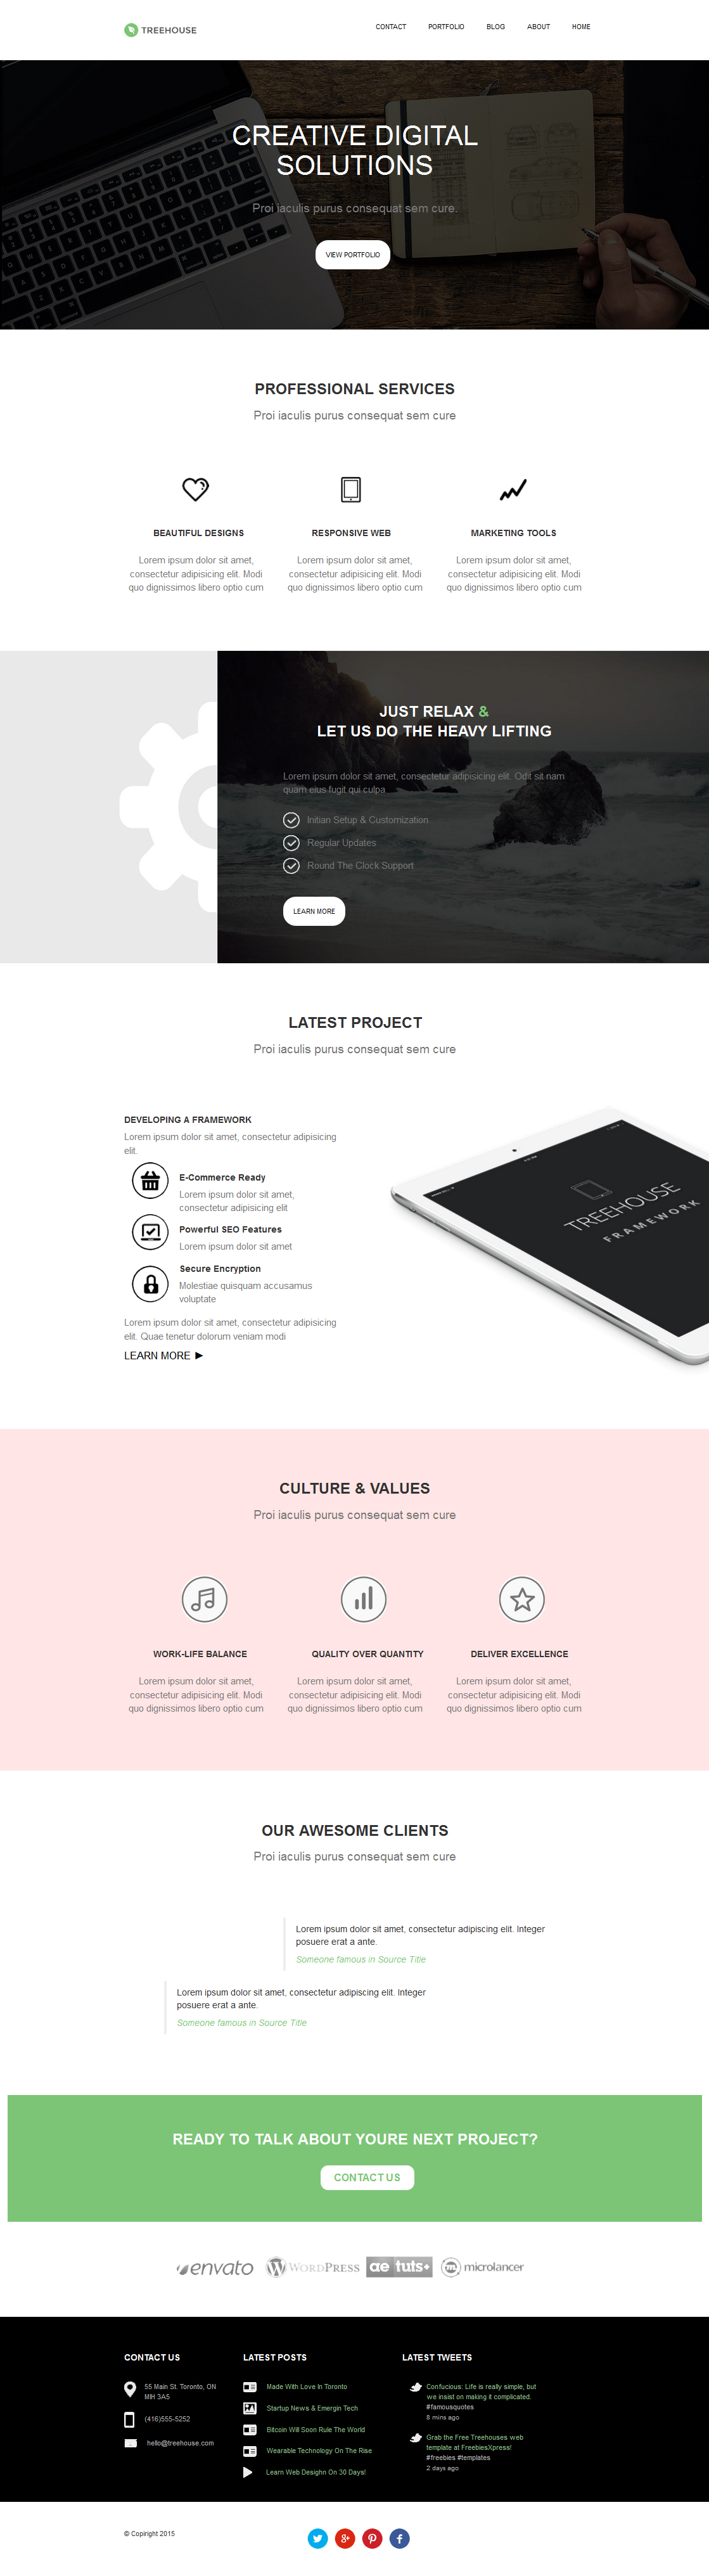 TREEHOUSE
CONTACT PORTFOLIO BLOG ABOUT HOME
CREATIVE DIGITAL
SOLUTIONS
Proi iaculis purus consequat sem cure.
VIEW PORTFOLIO
PROFESSIONAL SERVICES
Proi iaculis purus consequat sem cure
BEAUTIFUL DESIGNS
Lorem ipsum dolor sit amet,
consectetur adipisicing elit. Modi
quo dignissimos libero optio cum
RESPONSIVE WEB
Lorem ipsum dolor sit amet,
consectetur adipisicing elit. Modi
quo dignissimos libero optio cum
MARKETING TOOLS
Lorem ipsum dolor sit amet,
consectetur adipisicing elit. Modi
quo dignissimos libero optio cum
JUST RELAX &
LET US DO THE HEAVY LIFTING
Lorem ipsum dolor sit amet, consectetur adipisicing elit. Odit sit nam
quam eius fugit qui culpa
Initian Setup & Customization
Regular Updates
Round The Clock Support
LEARN MORE
LATEST PROJECT
Proi iaculis purus consequat sem cure
DEVELOPING A FRAMEWORK
Lorem ipsum dolor sit amet, consectetur adipisicing
elit.
E-Commerce Ready
Lorem ipsum dolor sit amet,
consectetur adipisicing elit
Powerful SEO Features
Lorem ipsum dolor sit amet
Secure Encryption
Molestiae quisquam accusamus
voluptate
Lorem ipsum dolor sit amet, consectetur adipisicing
elit. Quae tenetur dolorum veniam modi
LEARN MORE ►
TREEHOUSE
FRAMEWORK
CULTURE & VALUES
Proi iaculis purus consequat sem cure
WORK-LIFE BALANCE
Lorem ipsum dolor sit amet,
consectetur adipisicing elit. Modi
quo dignissimos libero optio cum
QUALITY OVER QUANTITY
Lorem ipsum dolor sit amet,
consectetur adipisicing elit. Modi
quo dignissimos libero optio cum
DELIVER EXCELLENCE
Lorem ipsum dolor sit amet,
consectetur adipisicing elit. Modi
quo dignissimos libero optio cum
OUR AWESOME CLIENTS
Proi iaculis purus consequat sem cure
Lorem ipsum dolor sit amet, consectetur adipiscing elit. Integer
posuere erat a ante.
Someone famous in Source Title
Lorem ipsum dolor sit amet, consectetur adipiscing elit. Integer
posuere erat a ante.
Someone famous in Source Title
READY TO TALK ABOUT YOURE NEXT PROJECT?
CONTACT US
envato WORDPRESS ae tuts+ microlancer
CONTACT US
55 Main St. Toronto, ON
MIH 3A5
(416)555-5252
hello@treehouse.com
LATEST POSTS
Made With Love In Toronto
Startup News & Emergin Tech
Bitcoin Will Soon Rule The World
Wearable Technology On The Rise
Learn Web Desighn On 30 Days!
LATEST TWEETS
Confucious: Life is really simple, but
we insist on making it complicated.
#famousquotes
8 mins ago
Grab the Free Treehouses web
template at FreebiesXpress!
#freebies #templates
2 days ago
© Copiright 2015